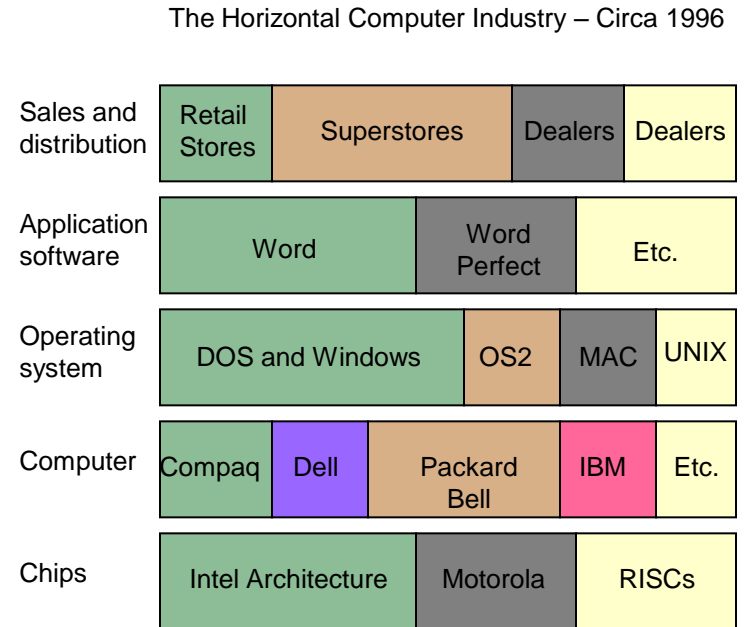 The Horizontal Computer Industry – Circa 1996
Sales and
distribution
Retail
Stores
Superstores
Dealers
Dealers
Application
software
Word
Word
Perfect
Etc.
Operating
system
DOS and Windows
OS2
MAC
UNIX
Computer
Compaq
Dell
Packard
Bell
IBM
Etc.
Chips
Intel Architecture
Motorola
RISCs